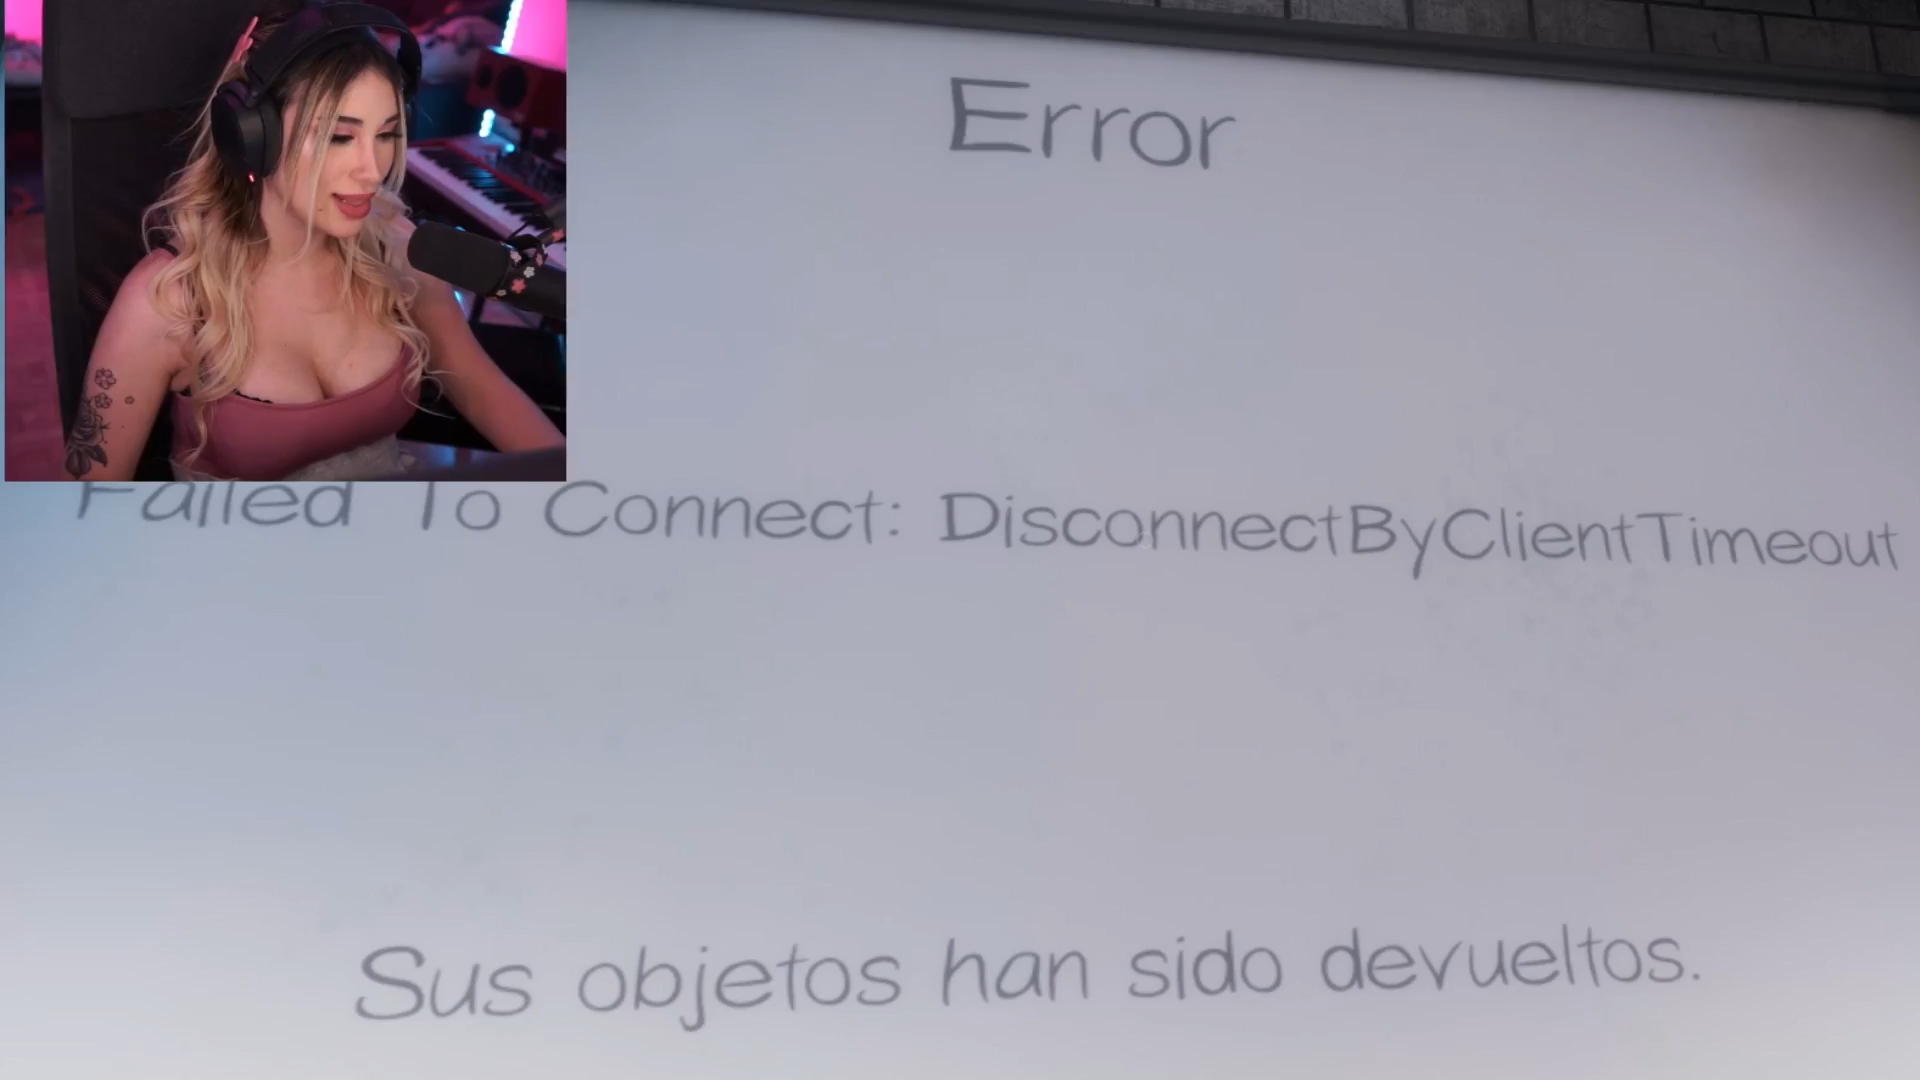 Error
Failed To Connect: DisconnectByClientTimeout
Sus objetos han sido devueltos.